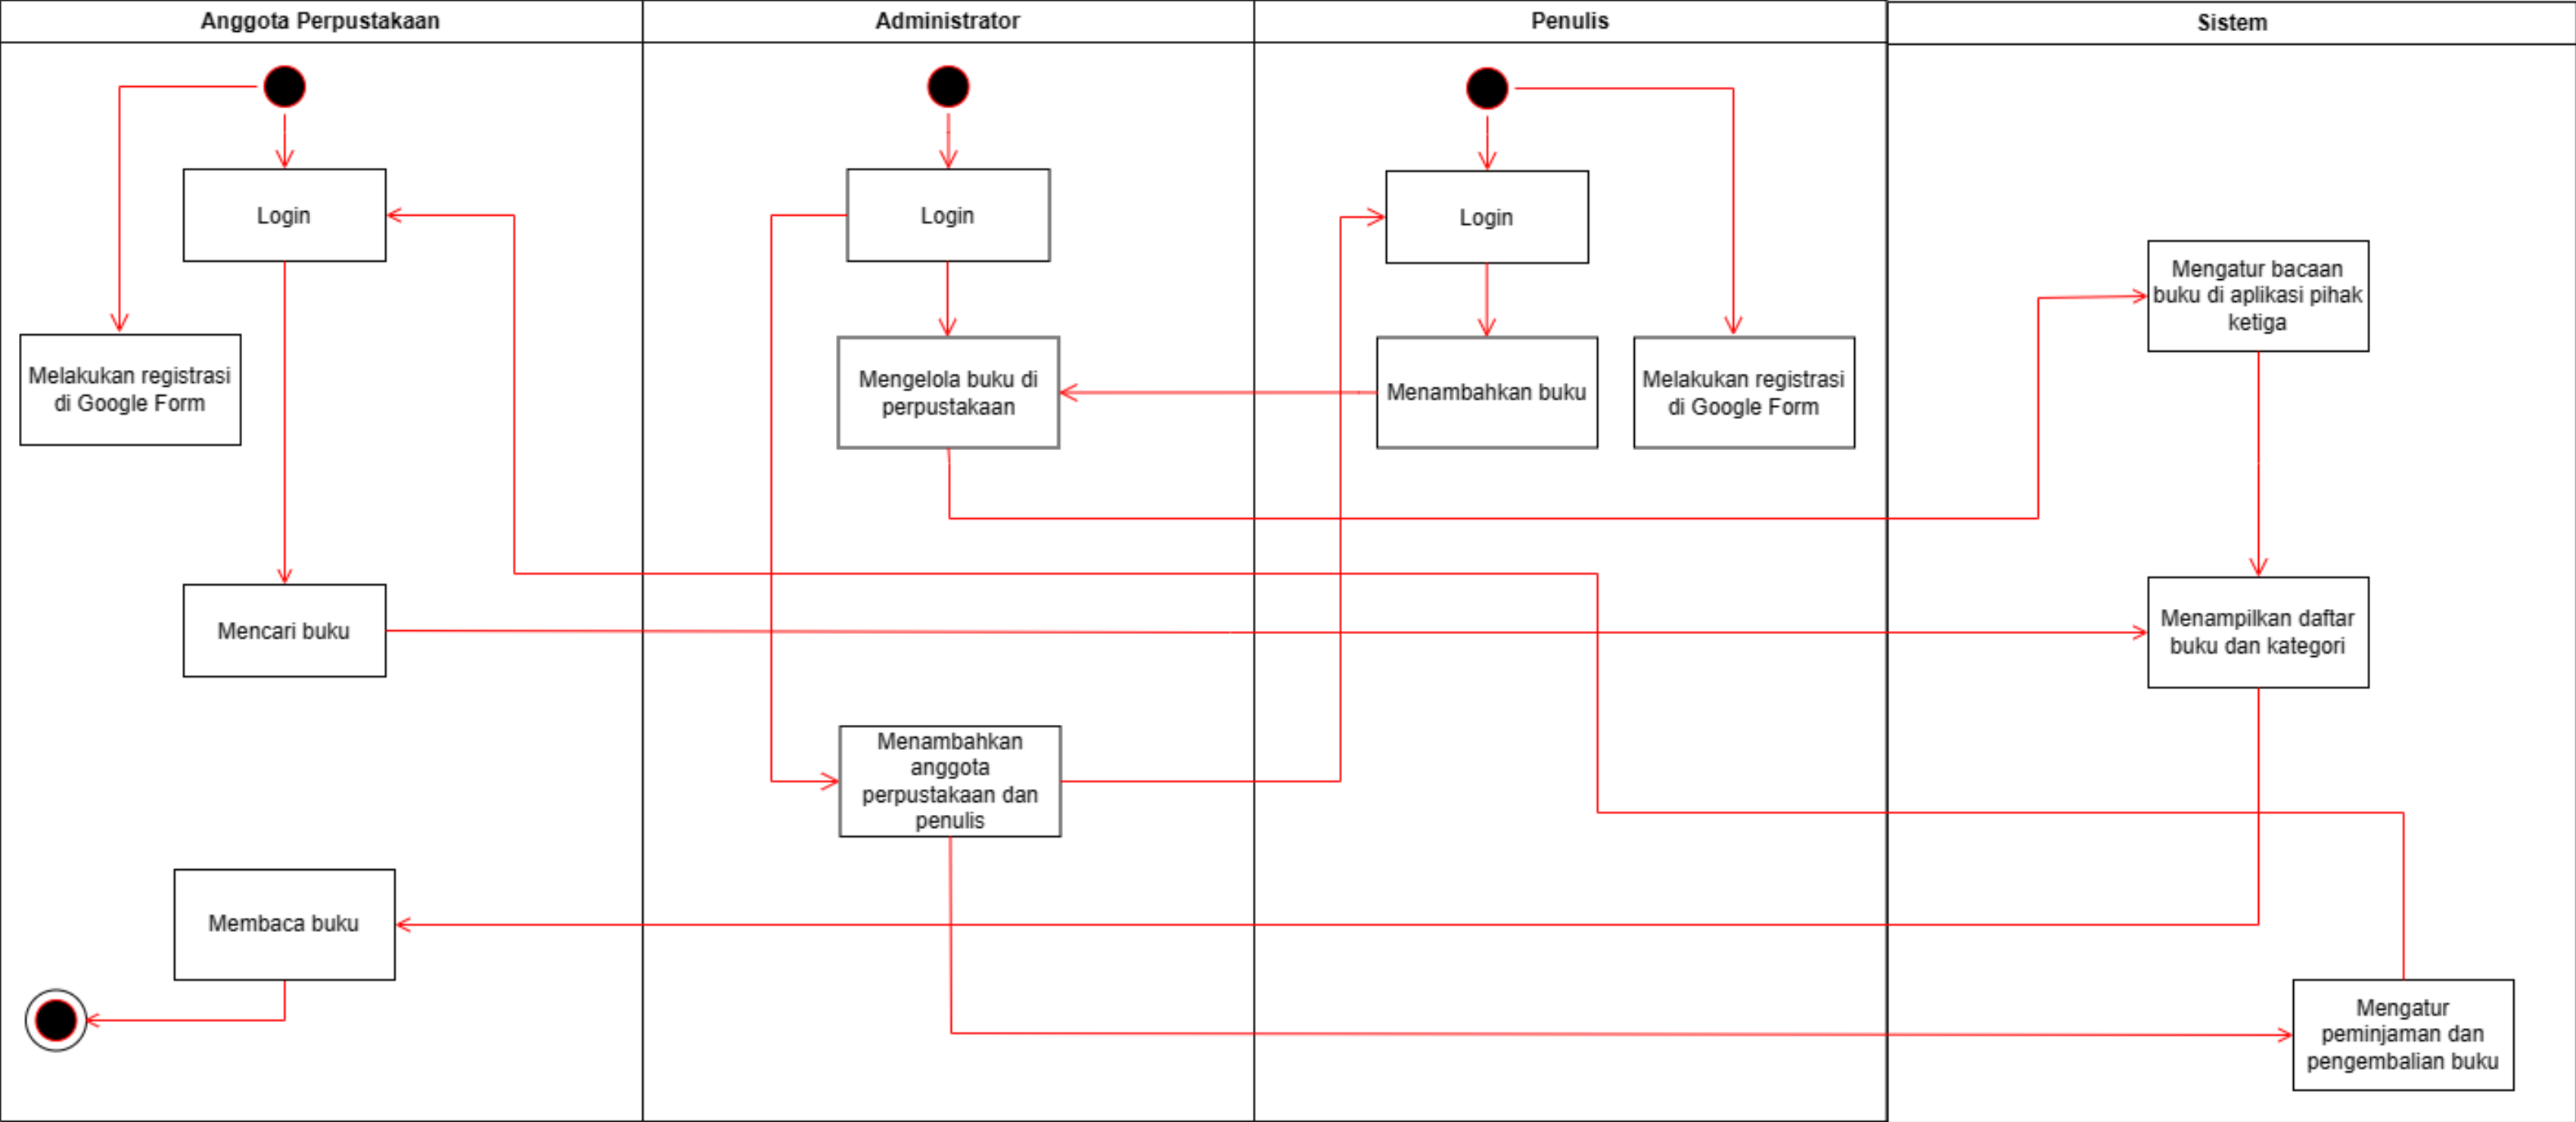 Anggota Perpustakaan
Administrator
Penulis
Sistem
Login
Login
Login
Mengatur bacaan
buku di aplikasi pihak
ketiga
Melakukan registrasi
di Google Form
Mengelola buku di
perpustakaan
Menambahkan buku
Melakukan registrasi
di Google Form
Mencari buku
Menampilkan daftar
buku dan kategori
Menambahkan
anggota
perpustakaan dan
penulis
Membaca buku
Mengatur
peminjaman dan
pengembalian buku